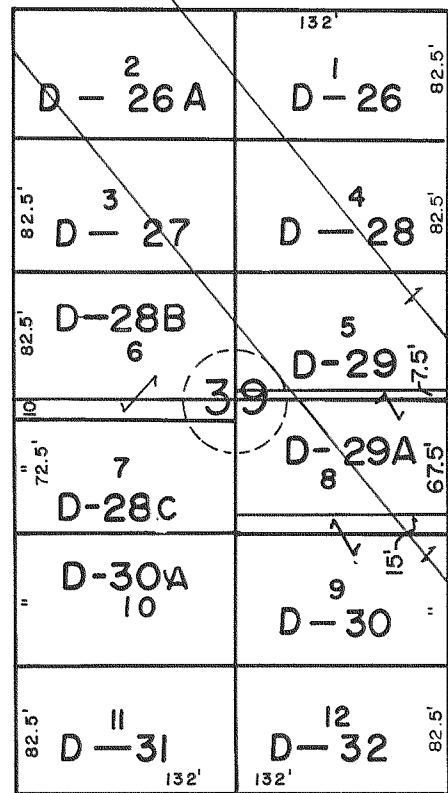 132'
2
D — 26 A
1
D — 26
82.5'
3
D — 27
82.5'
4
D — 28
82.5'
D—28B
6
82.5'
5
D—29
7.5'
39
10
7
D-28C
" 72.5'
D—29A
8
67.5'
15'
D-30A
10
"
9
D—30
"
11
D—31
82.5'
132'
12
D—32
82.5'
132'